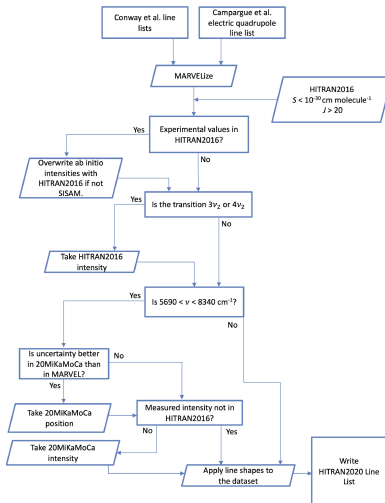 Conway et al. line
lists
Campargue et al.
electric quadrupole
line list
MARVELize
HITRAN2016
S < 10⁻³⁰ cm molecule⁻¹
J > 20
Experimental values in
HITRAN2016?
Yes
No
Overwrite ab initio
intensities with
HITRAN2016 if not
SISAM.
Is the transition 3ν₂ or 4ν₂
Yes
No
Take HITRAN2016
intensity
Is 5690 < ν < 8340 cm⁻¹?
Yes
No
Is uncertainty better
in 20MiKaMoCa than
in MARVEL?
No
Yes
Take 20MiKaMoCa
position
Measured intensity not in
HITRAN2016?
No
Yes
Take 20MiKaMoCa
intensity
Apply line shapes to
the dataset
Write
HITRAN2020 Line
List